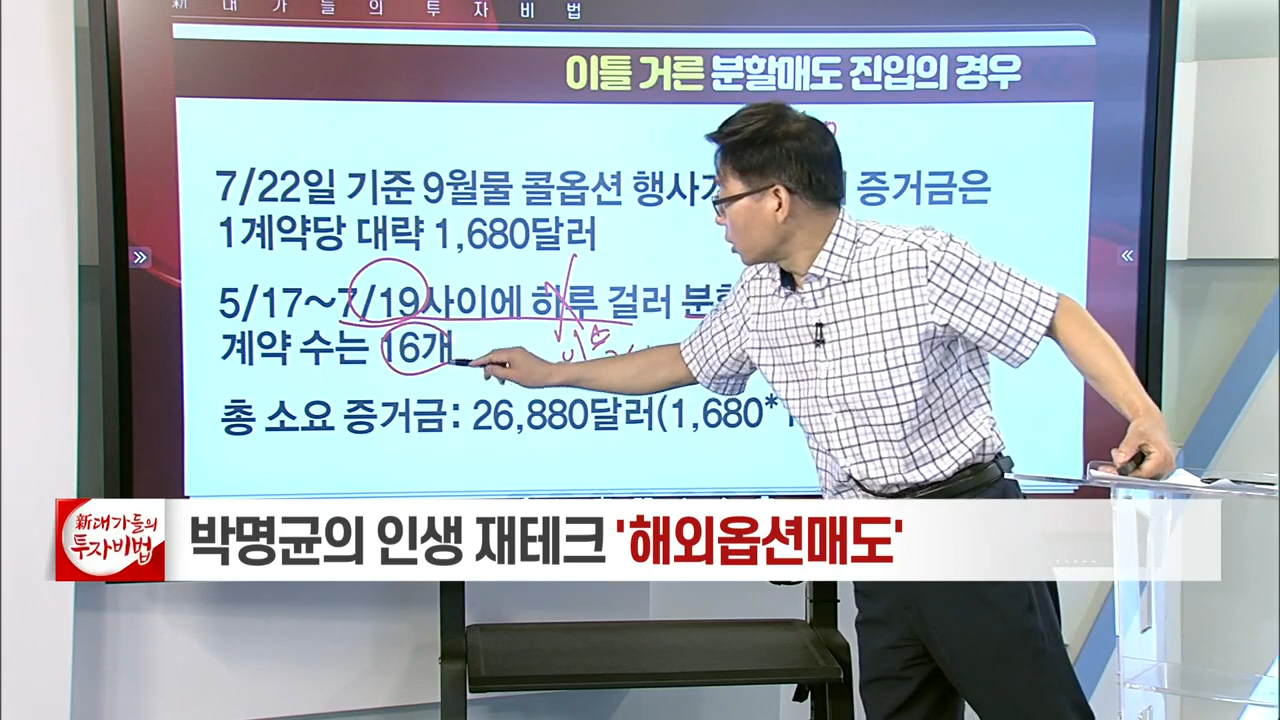 新 대가들의 투자비법
이틀 거른 분할매도 진입의 경우
7/22일 기준 9월물 콜옵션 행사가 증거금은
1계약당 대략 1,680달러
5/17~7/19사이에 하루 걸러 분할
계약 수는 16개
총 소요 증거금: 26,880달러(1,680*1
新대가들의
투자비법
박명균의 인생 재테크 '해외옵션매도'